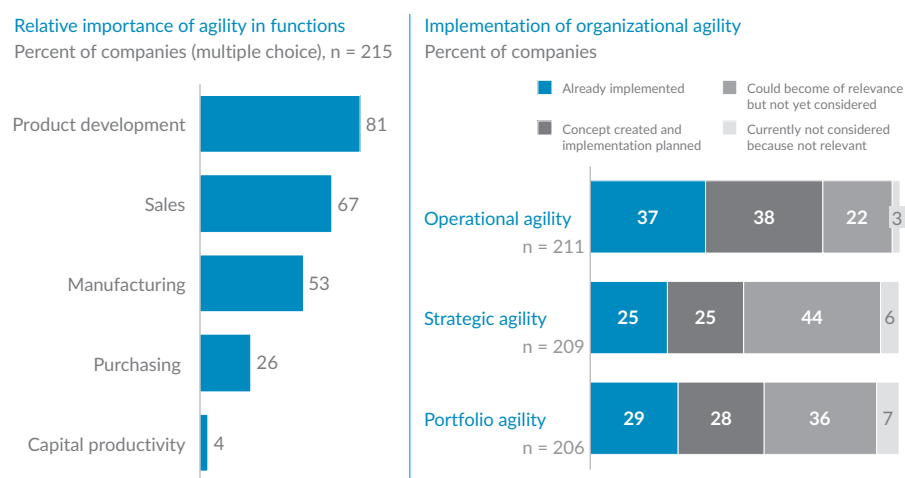 Relative importance of agility in functions
Percent of companies (multiple choice), n = 215
Product development
81
Sales
67
Manufacturing
53
Purchasing
26
Capital productivity
4
Implementation of organizational agility
Percent of companies
Already implemented
Concept created and
implementation planned
Could become of relevance
but not yet considered
Currently not considered
because not relevant
Operational agility
n = 211
37 38 22 3
Strategic agility
n = 209
25 25 44 6
Portfolio agility
n = 206
29 28 36 7